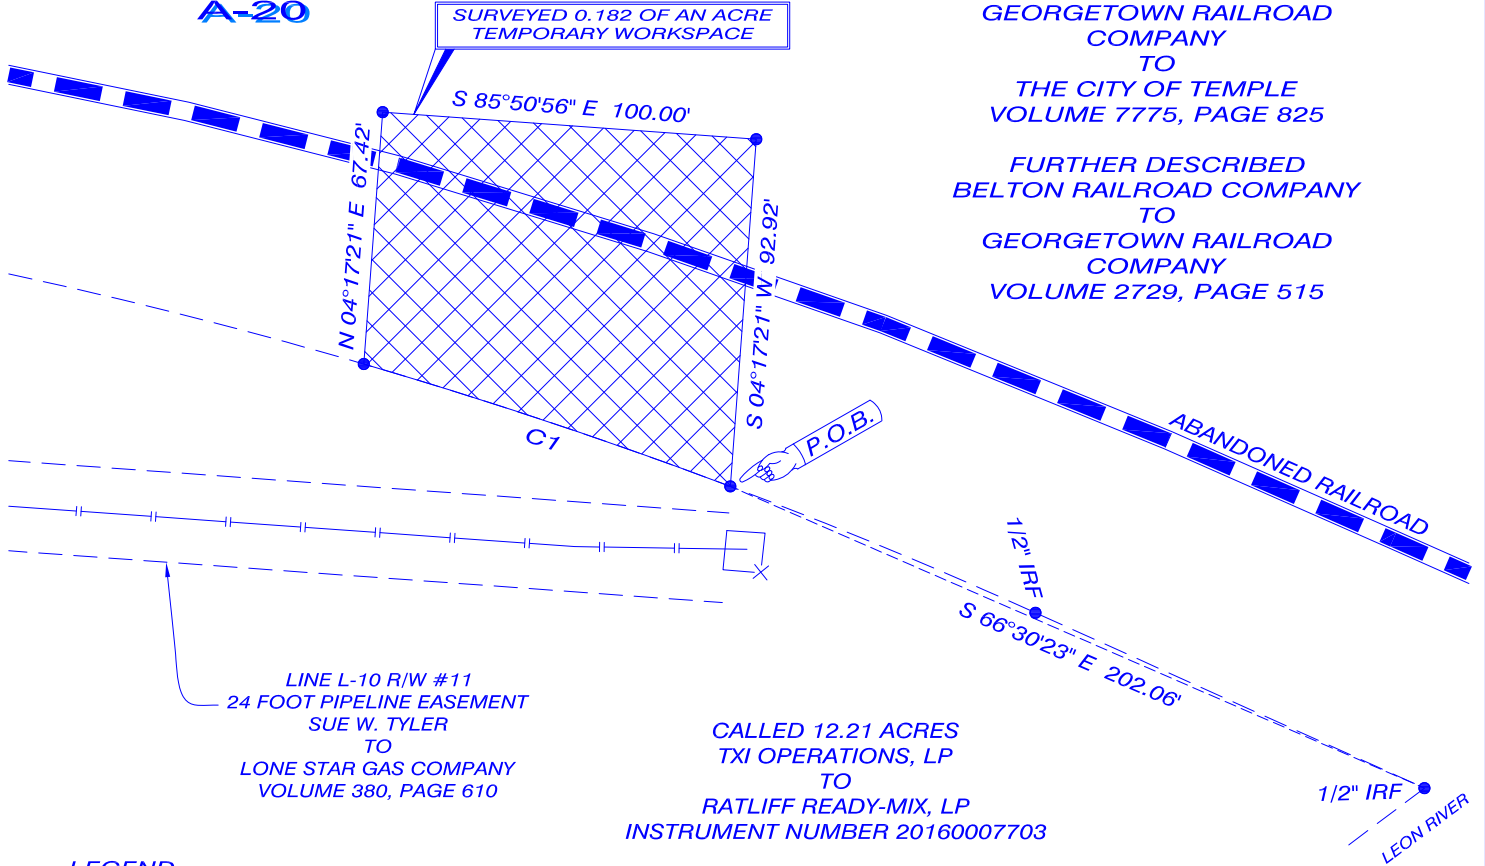 A-20
SURVEYED 0.182 OF AN ACRE
TEMPORARY WORKSPACE
GEORGETOWN RAILROAD
COMPANY
TO
THE CITY OF TEMPLE
VOLUME 7775, PAGE 825
FURTHER DESCRIBED
BELTON RAILROAD COMPANY
TO
GEORGETOWN RAILROAD
COMPANY
VOLUME 2729, PAGE 515
S 85°50'56" E 100.00'
N 04°17'21" E 67.42'
S 04°17'21" W 92.92'
C1
P.O.B.
ABANDONED RAILROAD
1/2" IRF
S 66°30'23" E 202.06'
LINE L-10 R/W #11
24 FOOT PIPELINE EASEMENT
SUE W. TYLER
TO
LONE STAR GAS COMPANY
VOLUME 380, PAGE 610
CALLED 12.21 ACRES
TXI OPERATIONS, LP
TO
RATLIFF READY-MIX, LP
INSTRUMENT NUMBER 20160007703
1/2" IRF
LEON RIVER
LEGEND